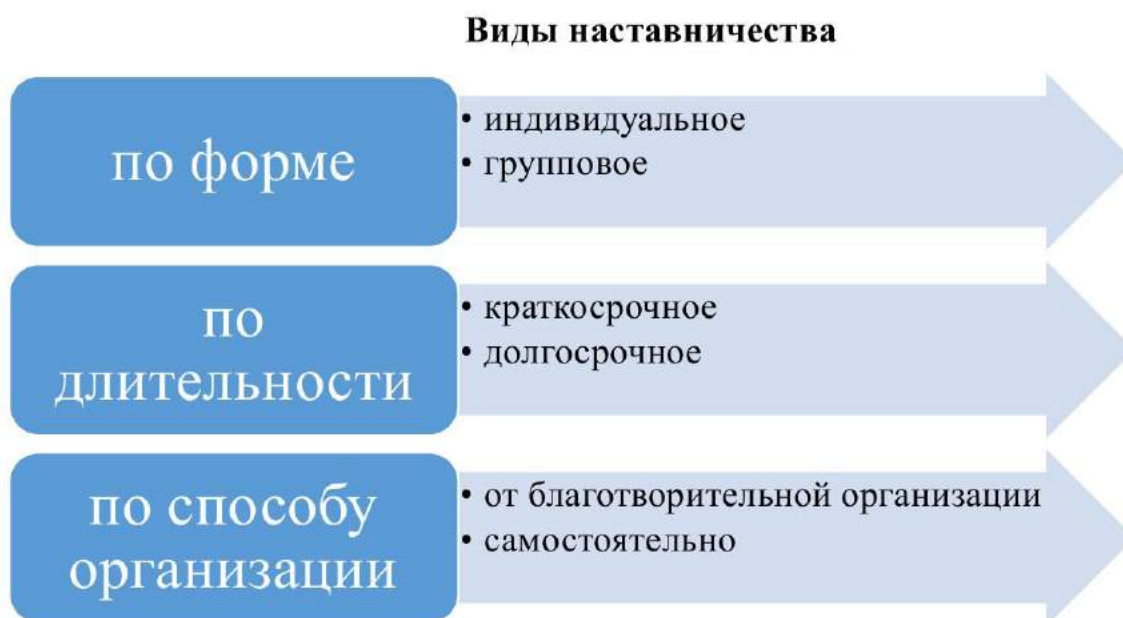 Виды наставничества
по форме
• индивидуальное
• групповое
по
длительности
• краткосрочное
• долгосрочное
по способу
организации
• от благотворительной организации
• самостоятельно